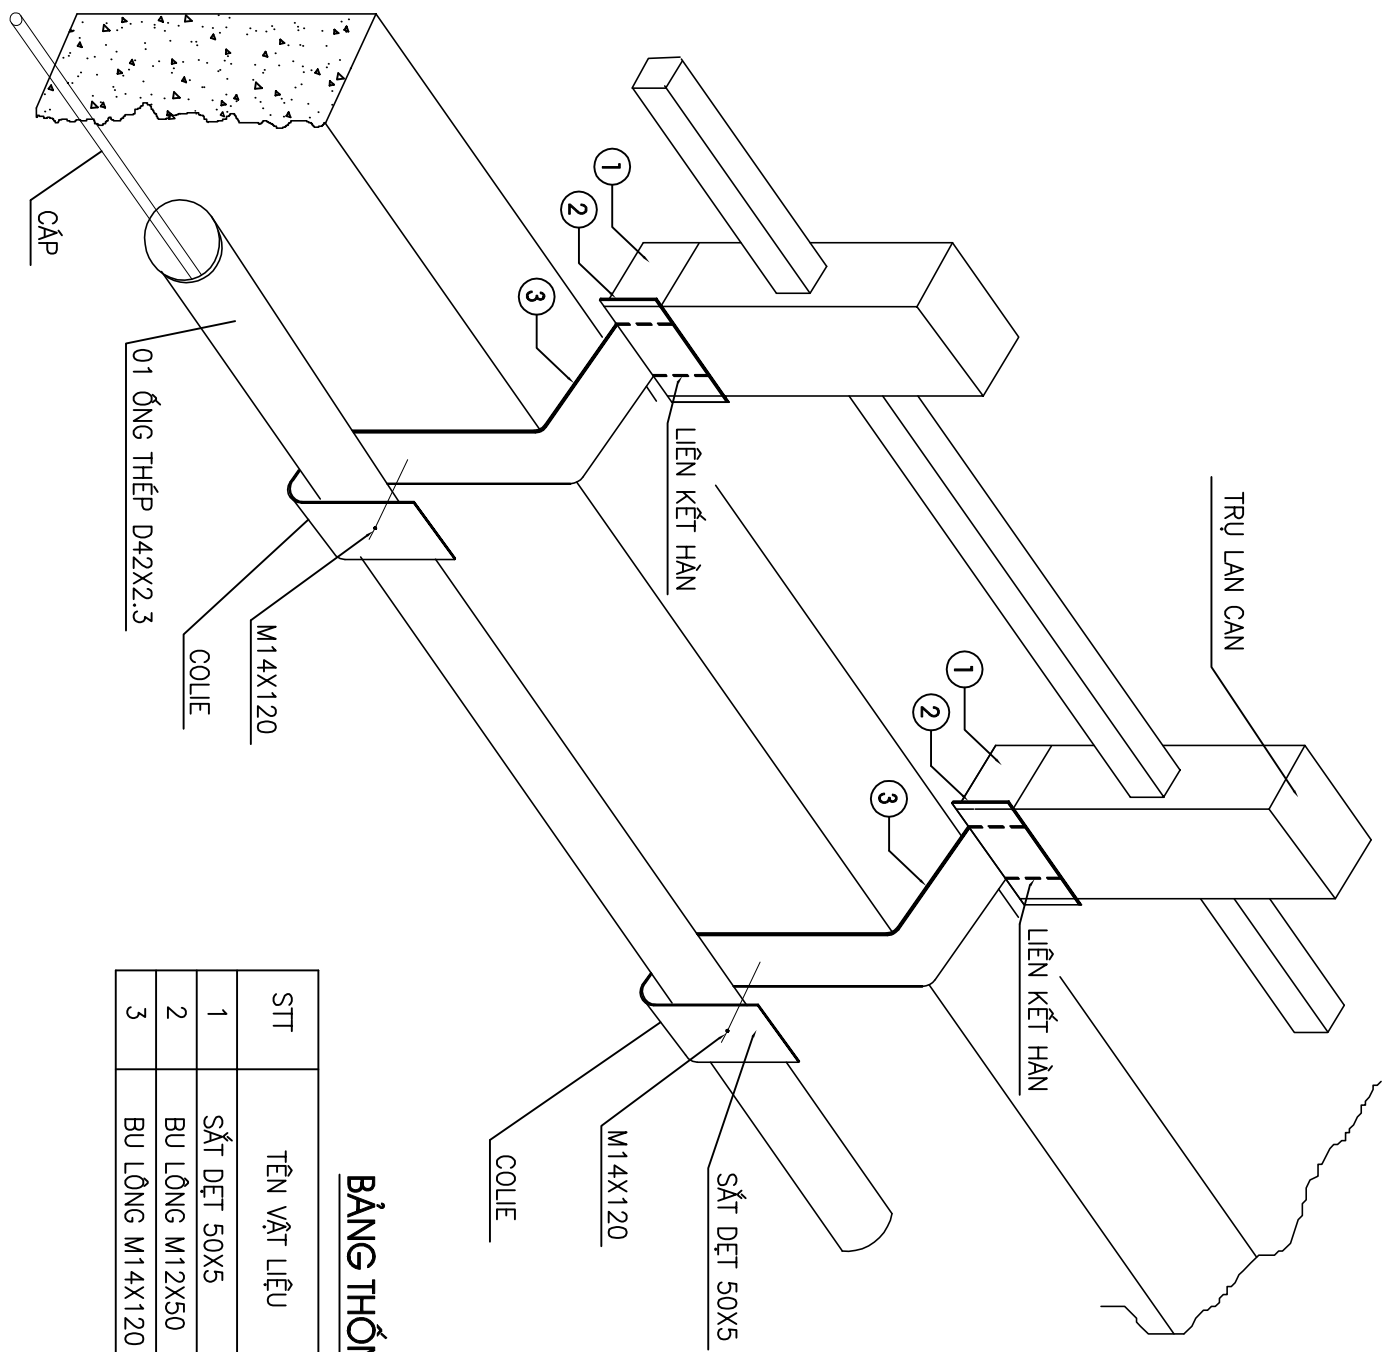 TRỤ LAN CAN
1
2
3
LIÊN KẾT HÀN
1
2
3
LIÊN KẾT HÀN
CÁP
01 ỐNG THÉP D42X2.3
M14X120
COLIE
SẮT DẸT 50X5
M14X120
COLIE
STT TÊN VẬT LIỆU
1 SẮT DẸT 50X5
2 BU LÔNG M12X50
3 BU LÔNG M14X120